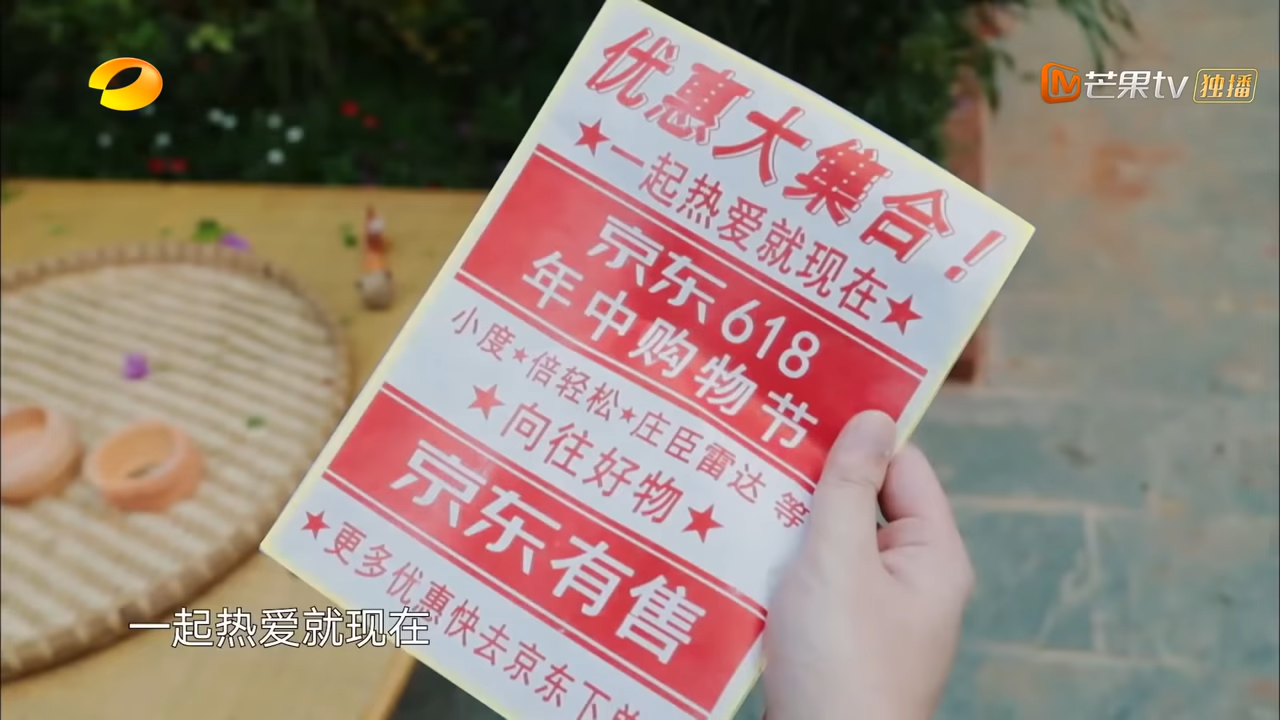 芒果tv 独播
优惠大集合！
★一起热爱就现在★
京东618
年中购物节
小度★倍轻松★庄臣雷达 等
★向往好物★
京东有售
★更多优惠快去京东下单
一起热爱就现在